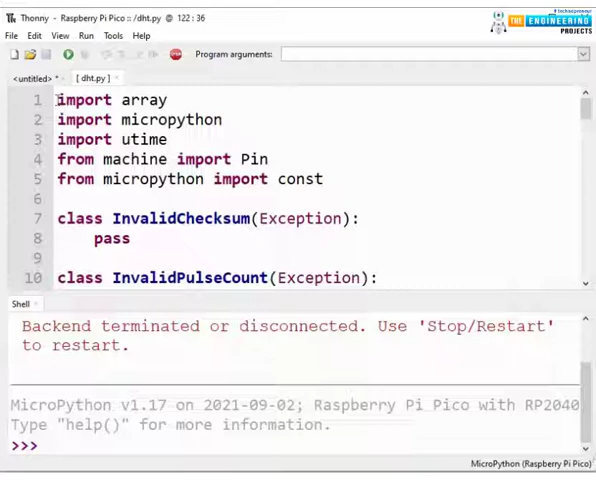 Thonny - Raspberry Pi Pico :: /dht.py @ 122 : 36
THE ENGINEERING
PROJECTS
File Edit View Run Tools Help
Program arguments:
<untitled> *
[ dht.py ]
1 import array
2 import micropython
3 import utime
4 from machine import Pin
5 from micropython import const
6
7 class InvalidChecksum(Exception):
8 pass
9
10 class InvalidPulseCount(Exception):
Shell
Backend terminated or disconnected. Use 'Stop/Restart'
to restart.
MicroPython v1.17 on 2021-09-02; Raspberry Pi Pico with RP2040
Type "help()" for more information.
>>>
MicroPython (Raspberry Pi Pico)